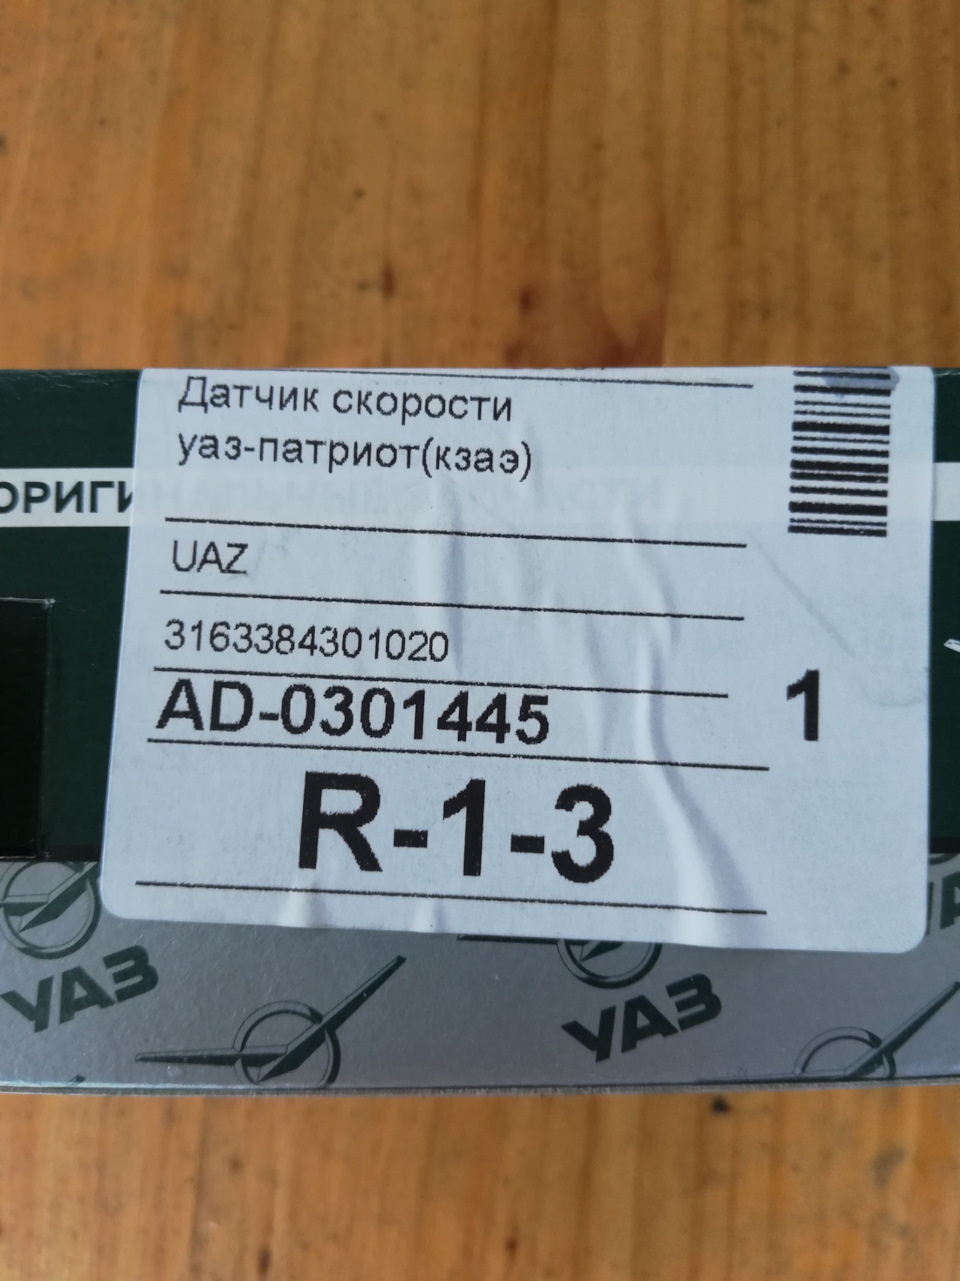 Датчик скорости
уаз-патриот(кзаэ)
ОРИГИ
UAZ
3163384301020
AD-0301445
1
R-1-3
УАЗ
УАЗ